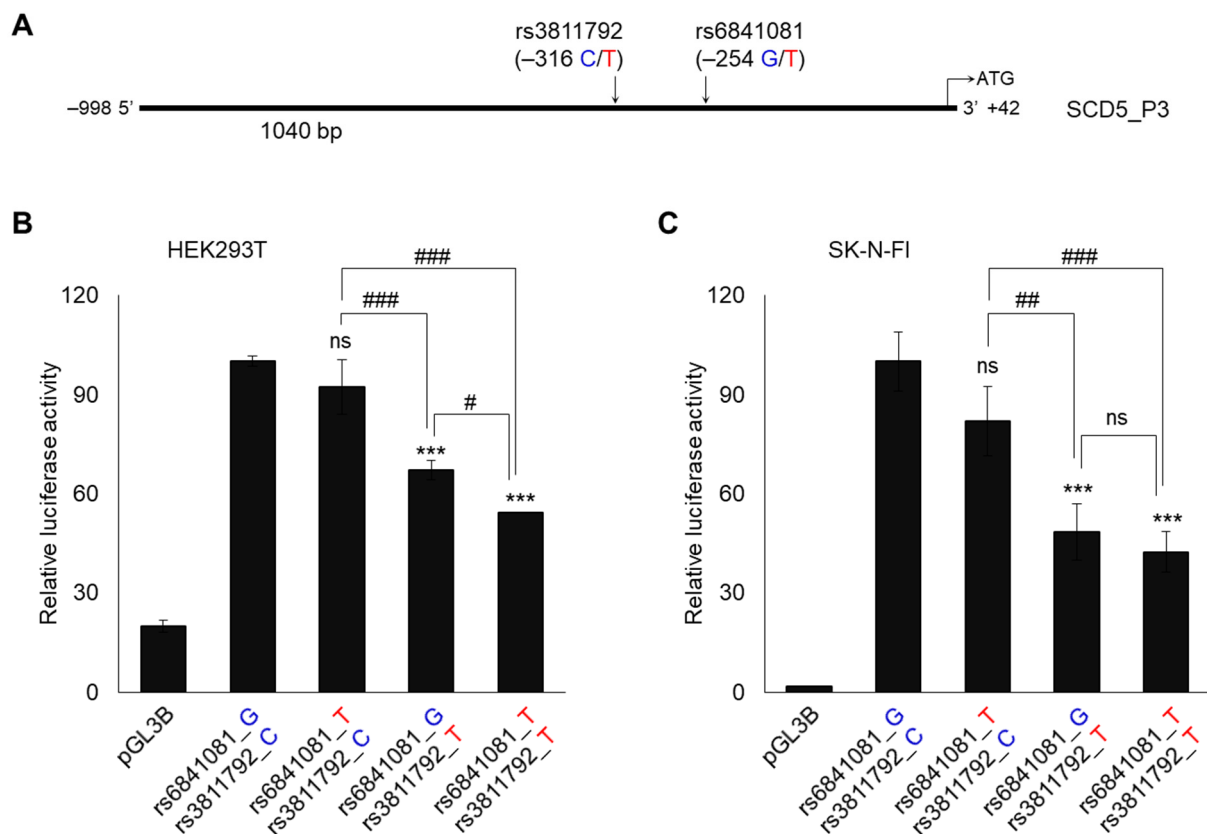 A
rs3811792
(–316 C/T)
rs6841081
(–254 G/T)
ATG
–998 5’
3’ +42
SCD5_P3
1040 bp
B
HEK293T
###
###
ns
#
***
***
120
90
60
30
0
Relative luciferase activity
pGL3B
rs6841081_G
rs3811792_C
rs6841081_T
rs3811792_C
rs6841081_G
rs3811792_T
rs6841081_T
rs3811792_T
C
SK-N-FI
###
##
ns
ns
***
***
120
90
60
30
0
Relative luciferase activity
pGL3B
rs6841081_G
rs3811792_C
rs6841081_T
rs3811792_C
rs6841081_G
rs3811792_T
rs6841081_T
rs3811792_T